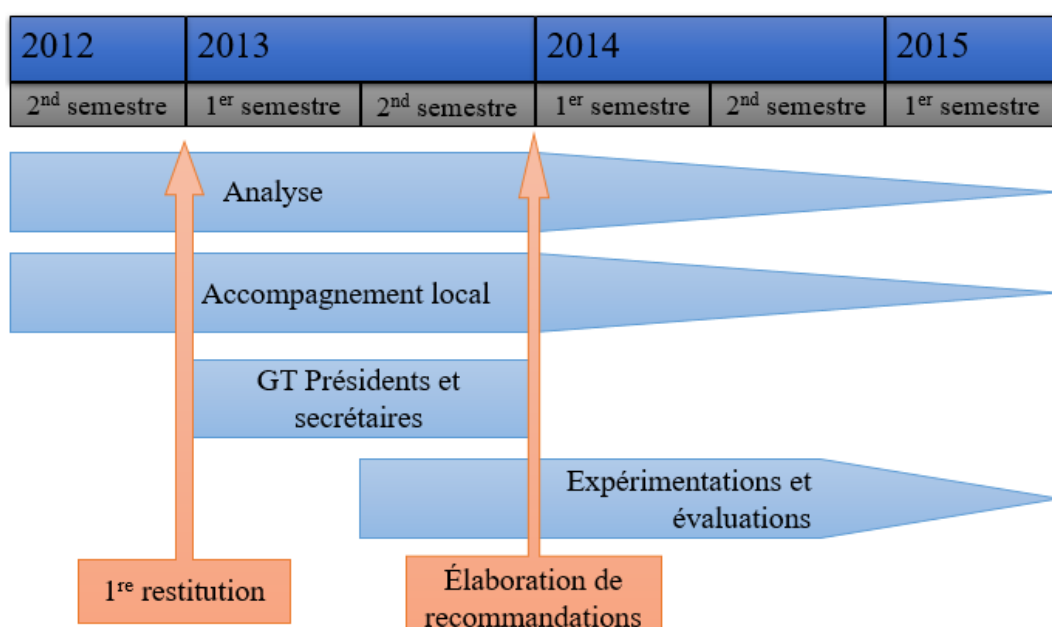 2012 2013 2014 2015
2nd semestre 1er semestre 2nd semestre 1er semestre 2nd semestre 1er semestre
Analyse
Accompagnement local
GT Présidents et
secrétaires
Expérimentations et
évaluations
1re restitution
Élaboration de
recommandations